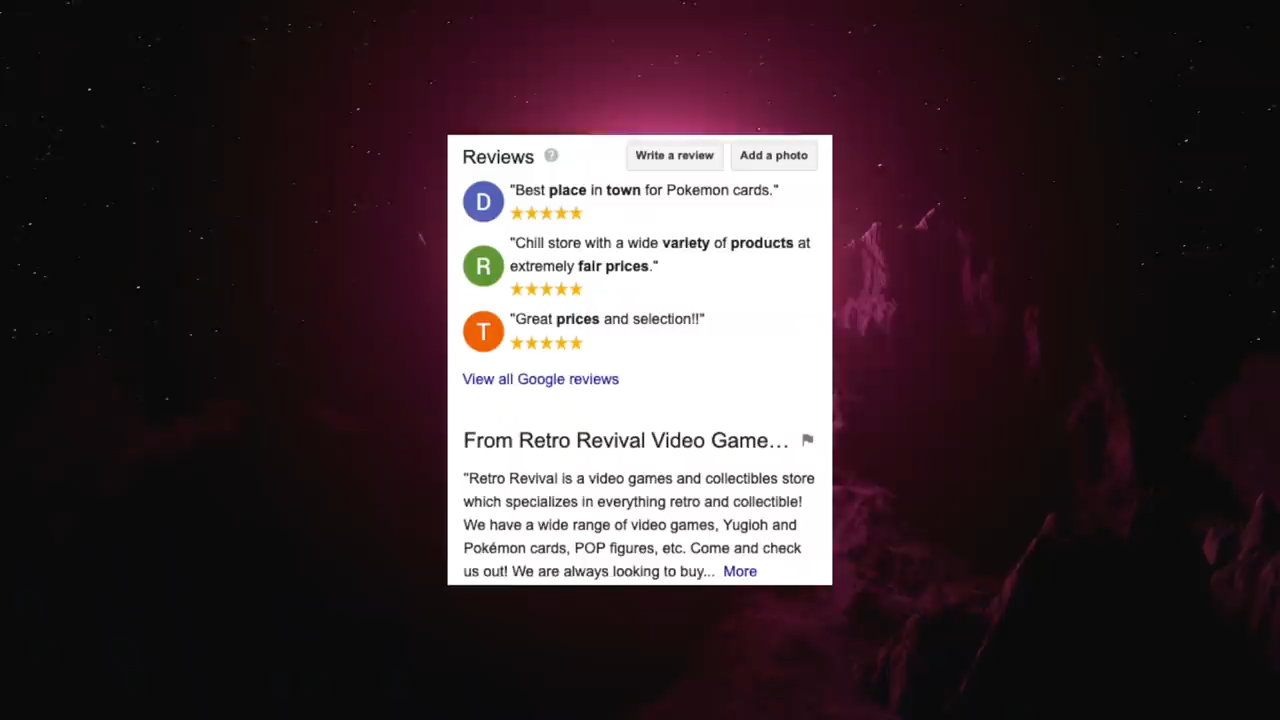 Reviews ?
Write a review
Add a photo
D
"Best place in town for Pokemon cards."
R
"Chill store with a wide variety of products at
extremely fair prices."
T
"Great prices and selection!!"
View all Google reviews
From Retro Revival Video Game...
"Retro Revival is a video games and collectibles store
which specializes in everything retro and collectible!
We have a wide range of video games, Yugioh and
Pokémon cards, POP figures, etc. Come and check
us out! We are always looking to buy... More